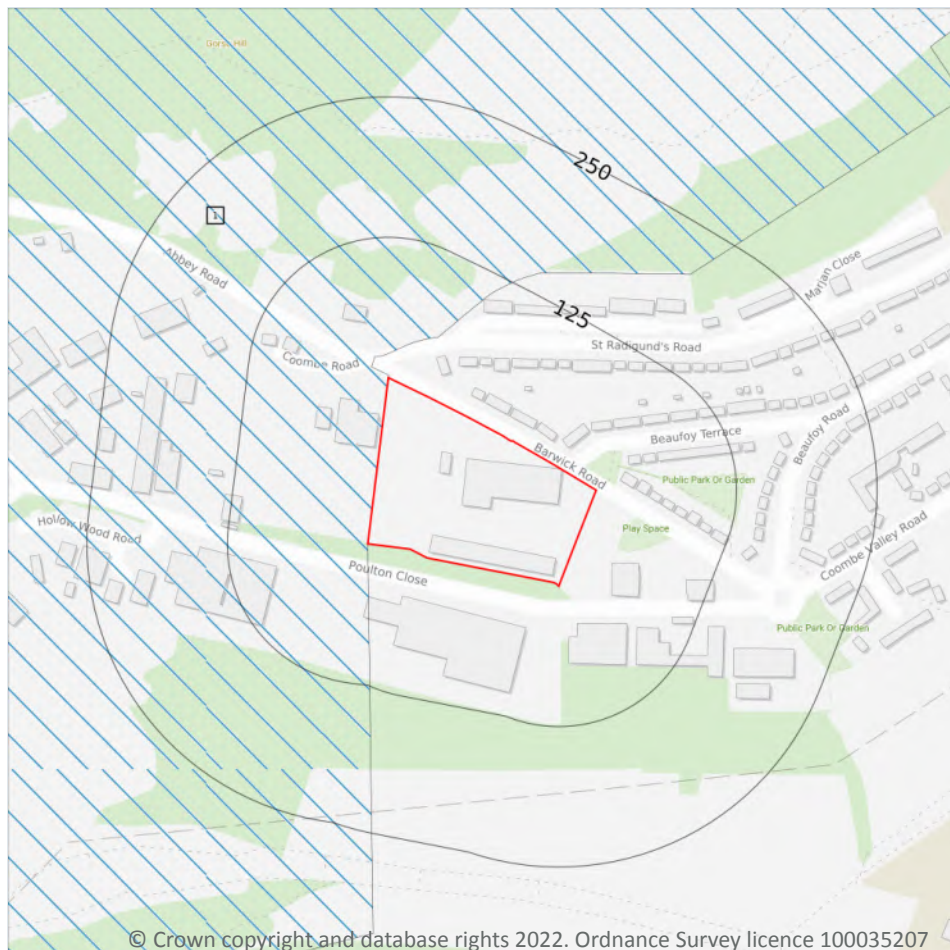 Gorse Hill
250
1
Abbey Road
Marjan Close
125
St Radigund's Road
Coombe Road
Beaufoy Road
Beaufoy Terrace
Barwick Road
Public Park Or Garden
Hollow Wood Road
Play Space
Coombe Valley Road
Poulton Close
Public Park Or Garden
© Crown copyright and database rights 2022. Ordnance Survey licence 100035207